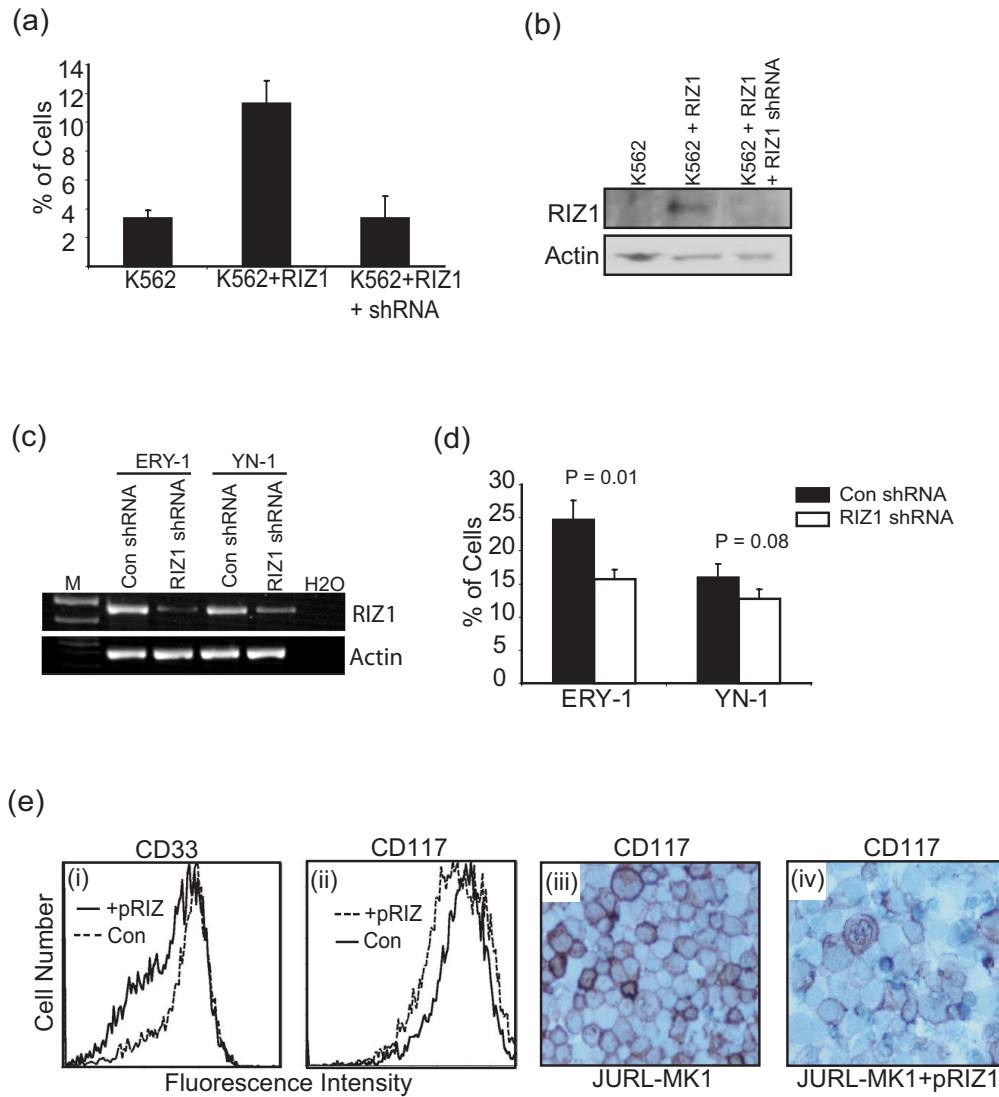 (a)
14
12
10
8
6
4
2
% of Cells
K562
K562+RIZ1
K562+RIZ1
+ shRNA
(b)
K562
K562 + RIZ1
K562 + RIZ1
+ RIZ1 shRNA
RIZ1
Actin
(c)
ERY-1
YN-1
M
Con shRNA
RIZ1 shRNA
Con shRNA
RIZ1 shRNA
H2O
RIZ1
Actin
(d)
30
25
20
15
10
5
0
% of Cells
P = 0.01
P = 0.08
Con shRNA
RIZ1 shRNA
ERY-1
YN-1
(e)
CD33
(i)
+pRIZ
Con
Cell Number
CD117
(ii)
+pRIZ
Con
Fluorescence Intensity
CD117
(iii)
JURL-MK1
CD117
(iv)
JURL-MK1+pRIZ1